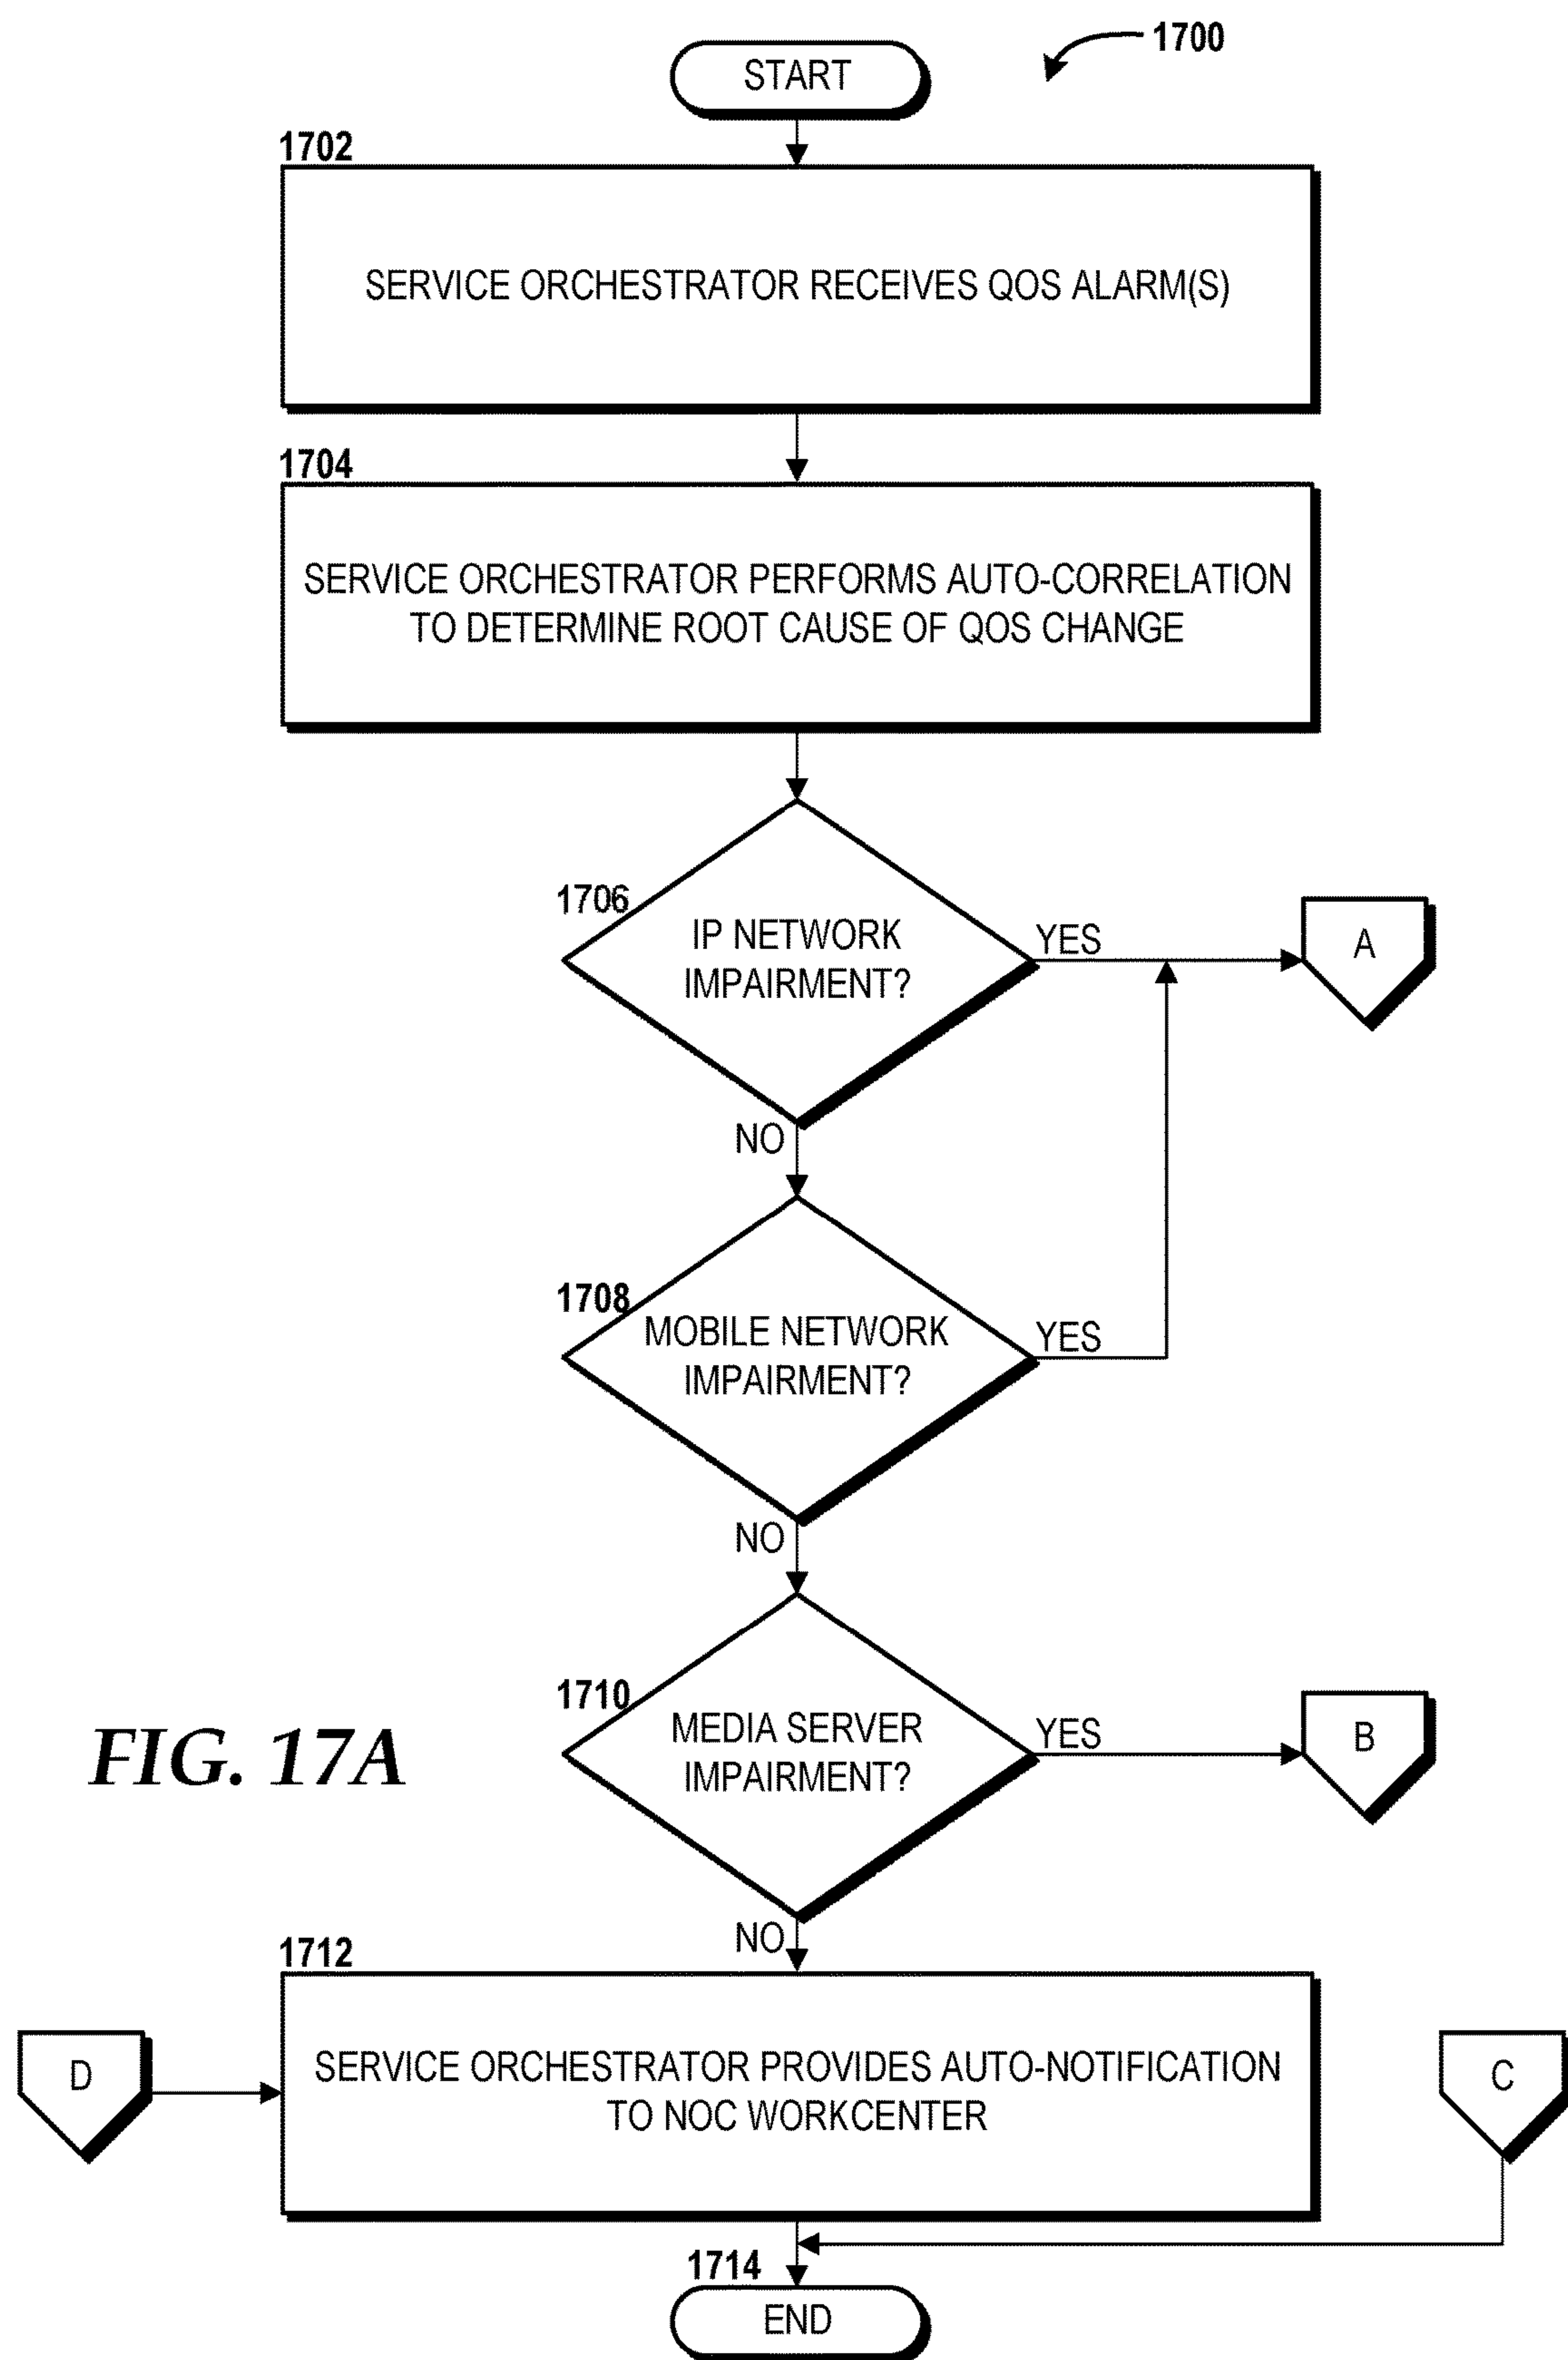 1700
START
1702
SERVICE ORCHESTRATOR RECEIVES QOS ALARM(S)
1704
SERVICE ORCHESTRATOR PERFORMS AUTO-CORRELATION
TO DETERMINE ROOT CAUSE OF QOS CHANGE
1706
IP NETWORK
IMPAIRMENT?
YES
A
NO
1708
MOBILE NETWORK
IMPAIRMENT?
YES
NO
1710
MEDIA SERVER
IMPAIRMENT?
YES
B
FIG. 17A
NO
1712
D
SERVICE ORCHESTRATOR PROVIDES AUTO-NOTIFICATION
TO NOC WORKCENTER
C
1714
END